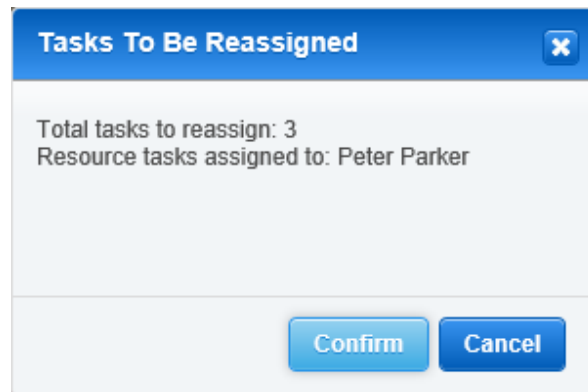 Tasks To Be Reassigned
Total tasks to reassign: 3
Resource tasks assigned to: Peter Parker
Confirm
Cancel